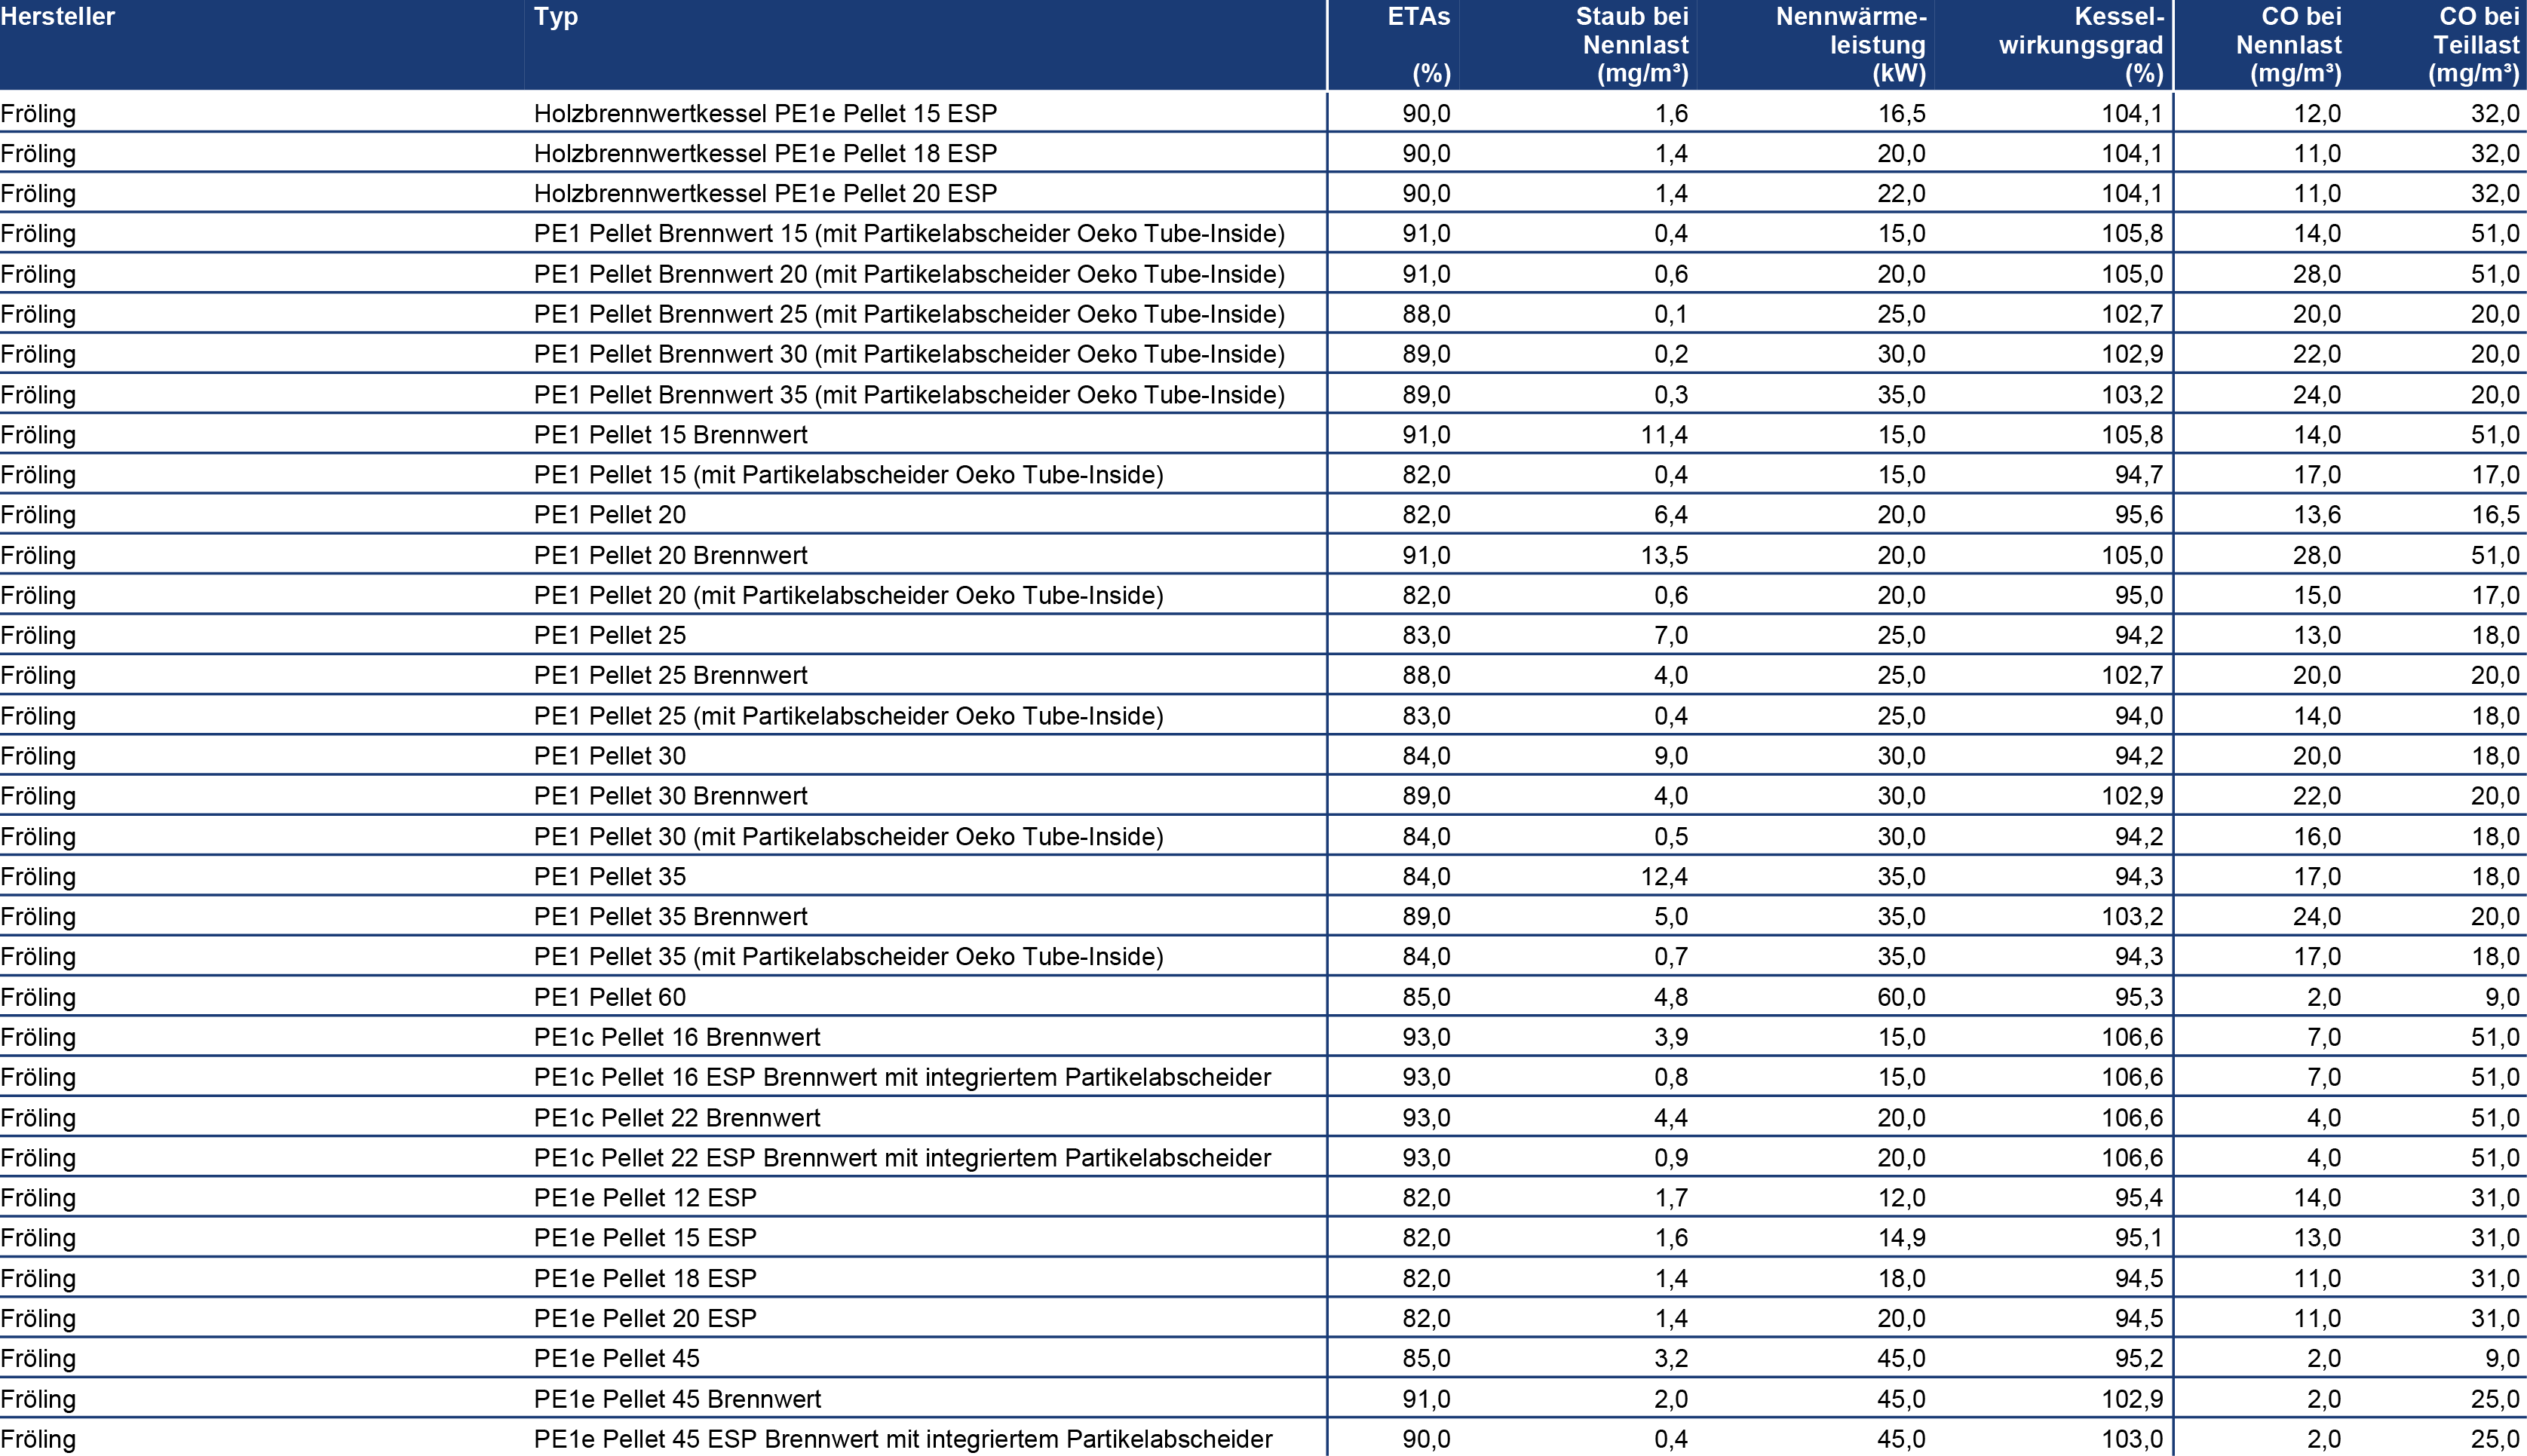 Hersteller Typ ETAs (%) Staub bei Nennlast (mg/m³) Nennwärme-leistung (kW) Kessel-wirkungsgrad (%) CO bei Nennlast (mg/m³) CO bei Teillast (mg/m³)
Fröling Holzbrennwertkessel PE1e Pellet 15 ESP 90,0 1,6 16,5 104,1 12,0 32,0
Fröling Holzbrennwertkessel PE1e Pellet 18 ESP 90,0 1,4 20,0 104,1 11,0 32,0
Fröling Holzbrennwertkessel PE1e Pellet 20 ESP 90,0 1,4 22,0 104,1 11,0 32,0
Fröling PE1 Pellet Brennwert 15 (mit Partikelabscheider Oeko Tube-Inside) 91,0 0,4 15,0 105,8 14,0 51,0
Fröling PE1 Pellet Brennwert 20 (mit Partikelabscheider Oeko Tube-Inside) 91,0 0,6 20,0 105,0 28,0 51,0
Fröling PE1 Pellet Brennwert 25 (mit Partikelabscheider Oeko Tube-Inside) 88,0 0,1 25,0 102,7 20,0 20,0
Fröling PE1 Pellet Brennwert 30 (mit Partikelabscheider Oeko Tube-Inside) 89,0 0,2 30,0 102,9 22,0 20,0
Fröling PE1 Pellet Brennwert 35 (mit Partikelabscheider Oeko Tube-Inside) 89,0 0,3 35,0 103,2 24,0 20,0
Fröling PE1 Pellet 15 Brennwert 91,0 11,4 15,0 105,8 14,0 51,0
Fröling PE1 Pellet 15 (mit Partikelabscheider Oeko Tube-Inside) 82,0 0,4 15,0 94,7 17,0 17,0
Fröling PE1 Pellet 20 82,0 6,4 20,0 95,6 13,6 16,5
Fröling PE1 Pellet 20 Brennwert 91,0 13,5 20,0 105,0 28,0 51,0
Fröling PE1 Pellet 20 (mit Partikelabscheider Oeko Tube-Inside) 82,0 0,6 20,0 95,0 15,0 17,0
Fröling PE1 Pellet 25 83,0 7,0 25,0 94,2 13,0 18,0
Fröling PE1 Pellet 25 Brennwert 88,0 4,0 25,0 102,7 20,0 20,0
Fröling PE1 Pellet 25 (mit Partikelabscheider Oeko Tube-Inside) 83,0 0,4 25,0 94,0 14,0 18,0
Fröling PE1 Pellet 30 84,0 9,0 30,0 94,2 20,0 18,0
Fröling PE1 Pellet 30 Brennwert 89,0 4,0 30,0 102,9 22,0 20,0
Fröling PE1 Pellet 30 (mit Partikelabscheider Oeko Tube-Inside) 84,0 0,5 30,0 94,2 16,0 18,0
Fröling PE1 Pellet 35 84,0 12,4 35,0 94,3 17,0 18,0
Fröling PE1 Pellet 35 Brennwert 89,0 5,0 35,0 103,2 24,0 20,0
Fröling PE1 Pellet 35 (mit Partikelabscheider Oeko Tube-Inside) 84,0 0,7 35,0 94,3 17,0 18,0
Fröling PE1 Pellet 60 85,0 4,8 60,0 95,3 2,0 9,0
Fröling PE1c Pellet 16 Brennwert 93,0 3,9 15,0 106,6 7,0 51,0
Fröling PE1c Pellet 16 ESP Brennwert mit integriertem Partikelabscheider 93,0 0,8 15,0 106,6 7,0 51,0
Fröling PE1c Pellet 22 Brennwert 93,0 4,4 20,0 106,6 4,0 51,0
Fröling PE1c Pellet 22 ESP Brennwert mit integriertem Partikelabscheider 93,0 0,9 20,0 106,6 4,0 51,0
Fröling PE1e Pellet 12 ESP 82,0 1,7 12,0 95,4 14,0 31,0
Fröling PE1e Pellet 15 ESP 82,0 1,6 14,9 95,1 13,0 31,0
Fröling PE1e Pellet 18 ESP 82,0 1,4 18,0 94,5 11,0 31,0
Fröling PE1e Pellet 20 ESP 82,0 1,4 20,0 94,5 11,0 31,0
Fröling PE1e Pellet 45 85,0 3,2 45,0 95,2 2,0 9,0
Fröling PE1e Pellet 45 Brennwert 91,0 2,0 45,0 102,9 2,0 25,0
Fröling PE1e Pellet 45 ESP Brennwert mit integriertem Partikelabscheider 90,0 0,4 45,0 103,0 2,0 25,0